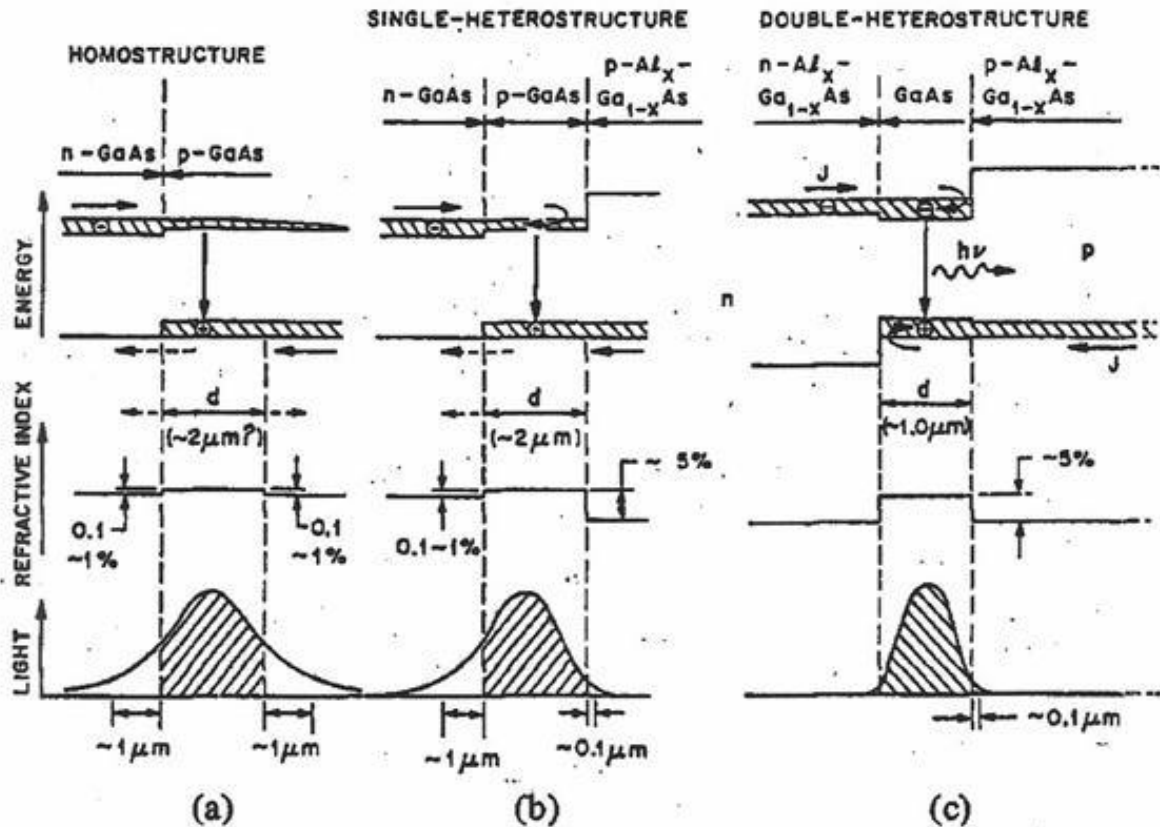 SINGLE-HETEROSTRUCTURE
DOUBLE-HETEROSTRUCTURE
HOMOSTRUCTURE
n-GaAs
p-GaAs
n-GaAs
p-GaAs
p-Alₓ-
Ga₁₋ₓAs
n-Alₓ-
Ga₁₋ₓAs
GaAs
p-Alₓ-
Ga₁₋ₓAs
ENERGY
J
hν
n
p
J
REFRACTIVE INDEX
d
(~2μm?)
d
(~2μm)
d
(~1.0μm)
0.1
~1%
0.1
~1%
0.1~1%
~5%
~5%
LIGHT
~1μm
~1μm
~1μm
~0.1μm
~0.1μm
(a)
(b)
(c)